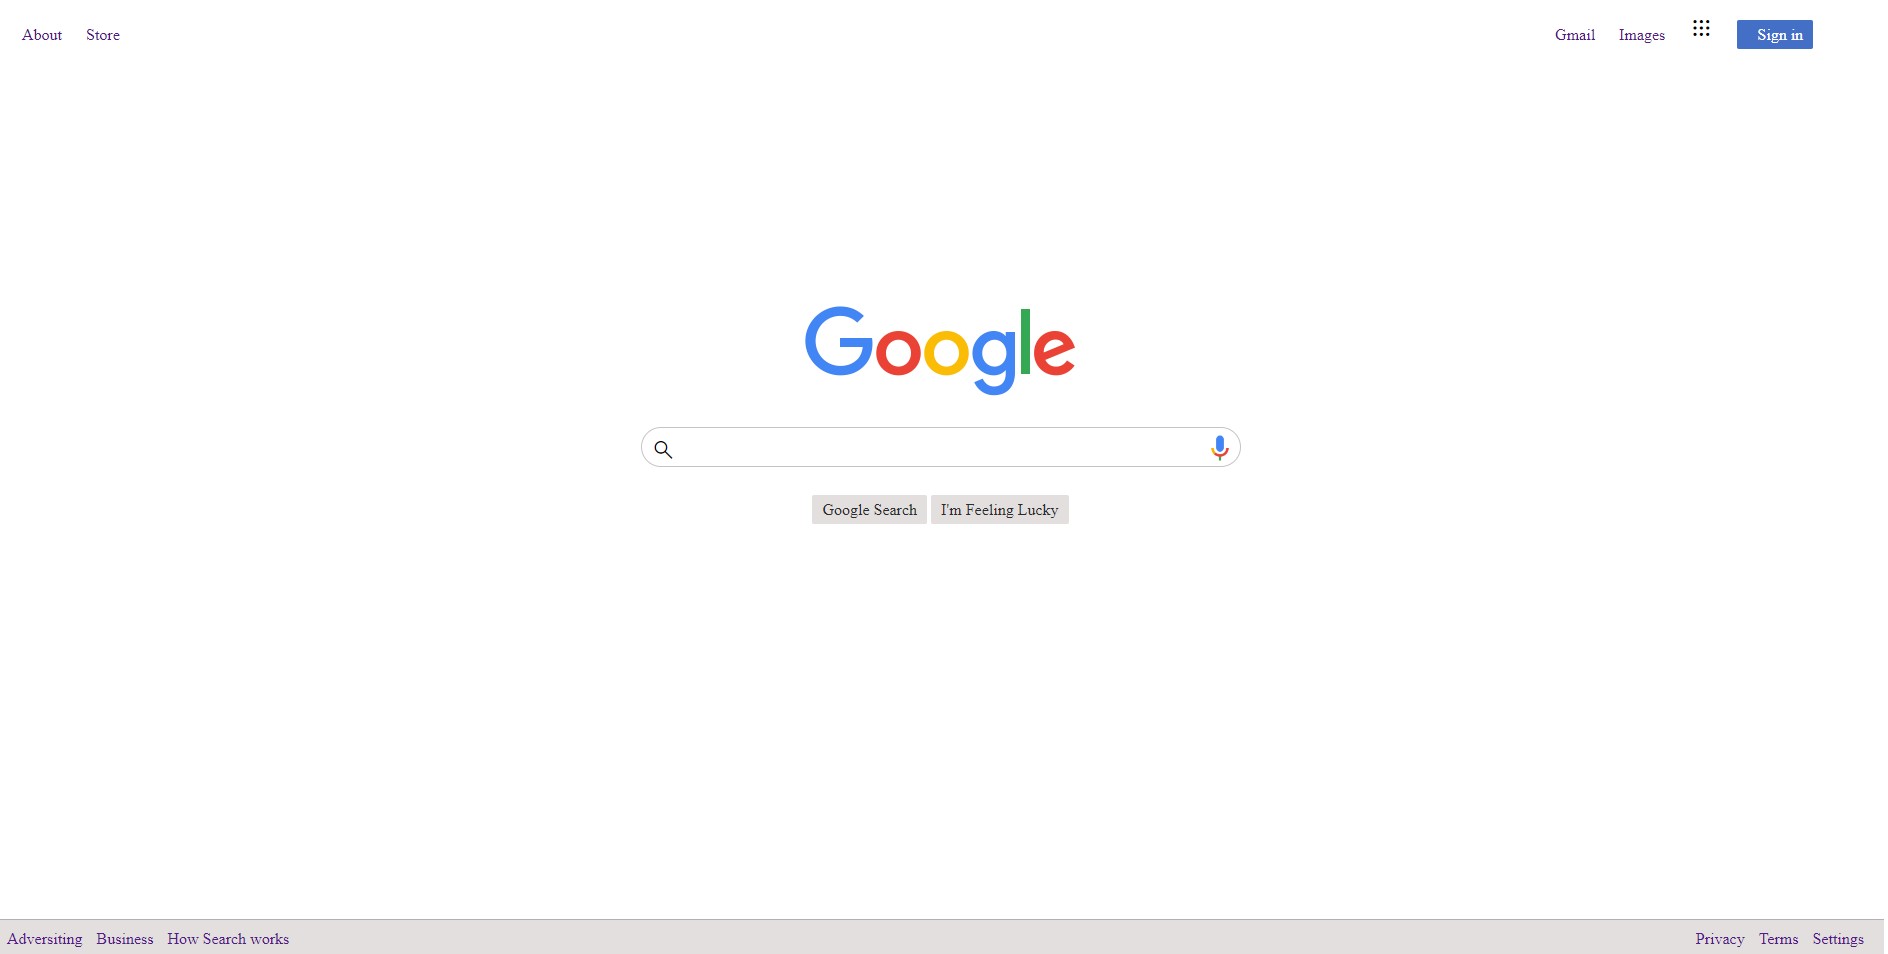 About Store Gmail Images Sign in
Google
Google Search I'm Feeling Lucky
Adversiting Business How Search works Privacy Terms Settings